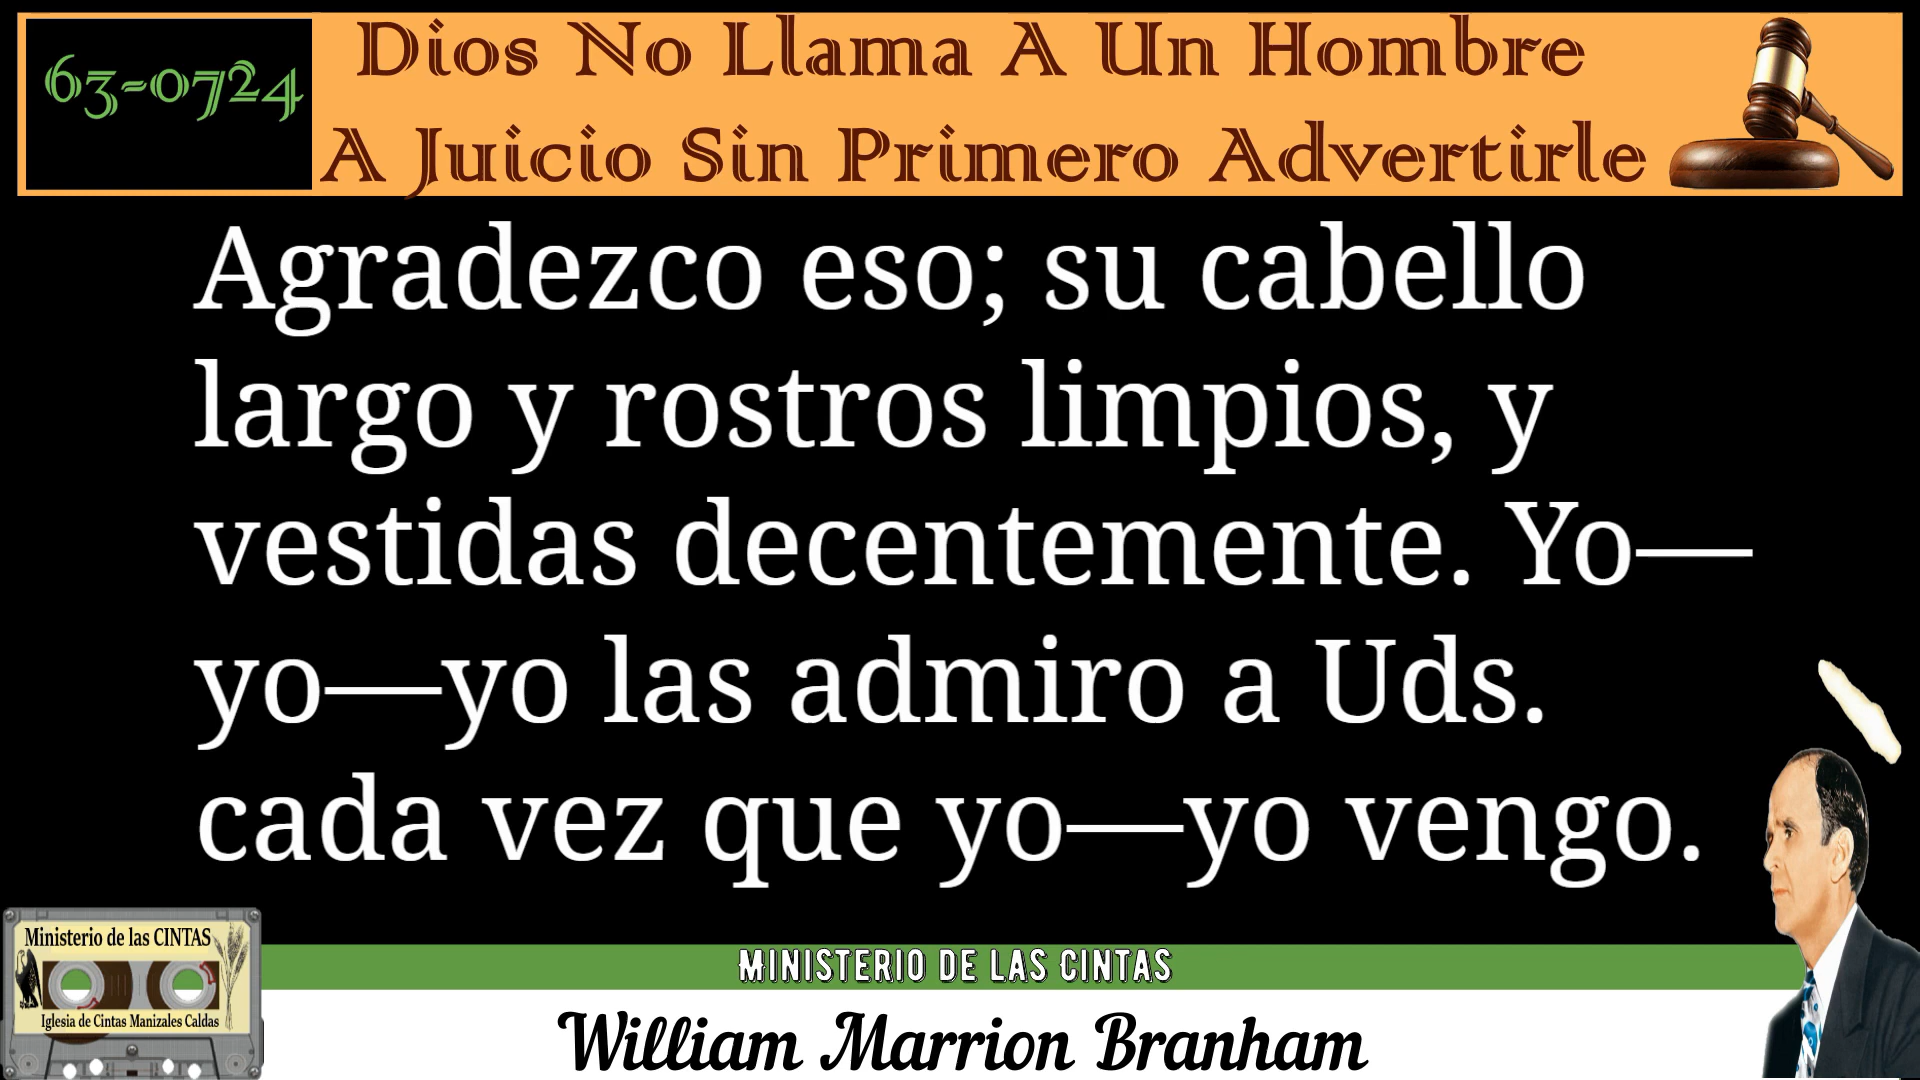 63-0724
Dios No Llama A Un Hombre
A Juicio Sin Primero Advertirle
Agradezco eso; su cabello
largo y rostros limpios, y
vestidas decentemente. Yo—
yo—yo las admiro a Uds.
cada vez que yo—yo vengo.
Ministerio de las CINTAS
Iglesia de Cintas Manizales Caldas
MINISTERIO DE LAS CINTAS
William Marrion Branham